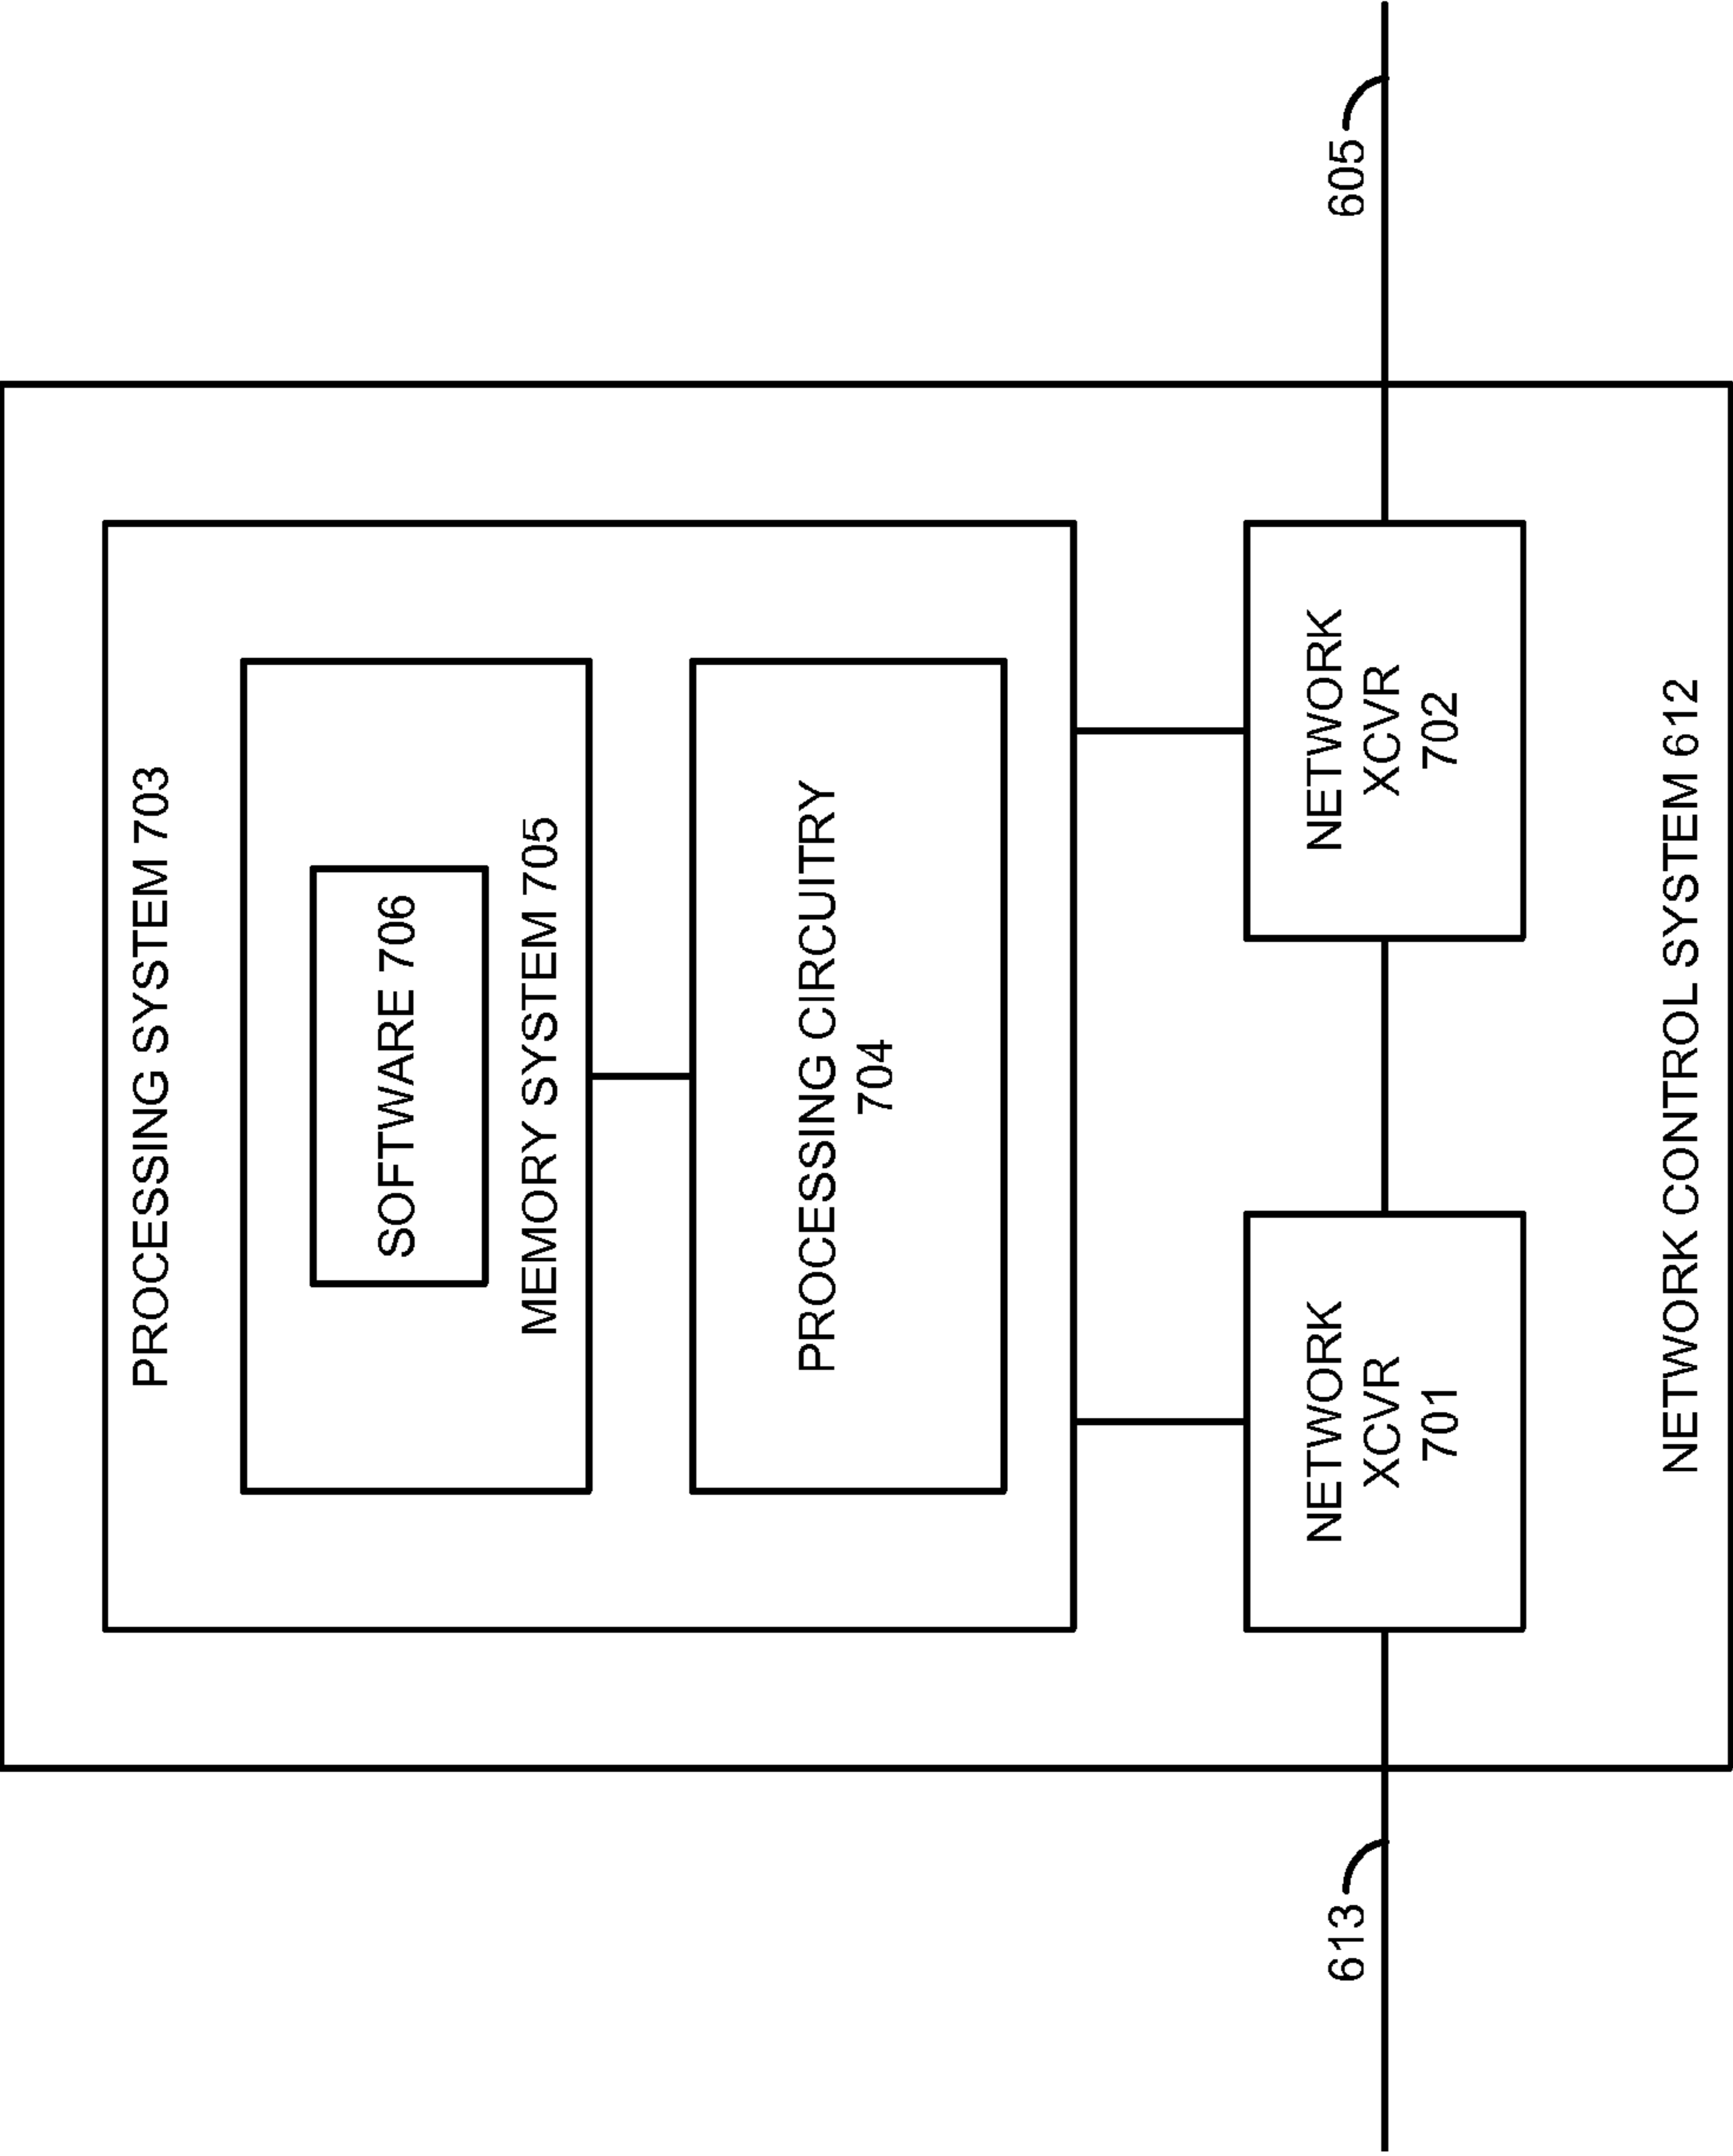 PROCESSING SYSTEM 703
SOFTWARE 706
MEMORY SYSTEM 705
PROCESSING CIRCUITRY
704
613
NETWORK
XCVR
701
NETWORK
XCVR
702
605
NETWORK CONTROL SYSTEM 612